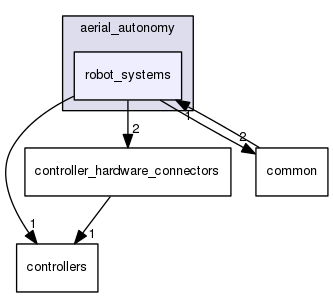 aerial_autonomy
robot_systems
1
2
2
controller_hardware_connectors
common
1
1
controllers